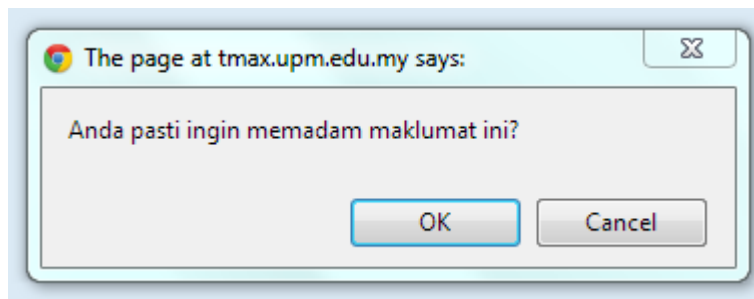 The page at tmax.upm.edu.my says:
Anda pasti ingin memadam maklumat ini?
OK Cancel